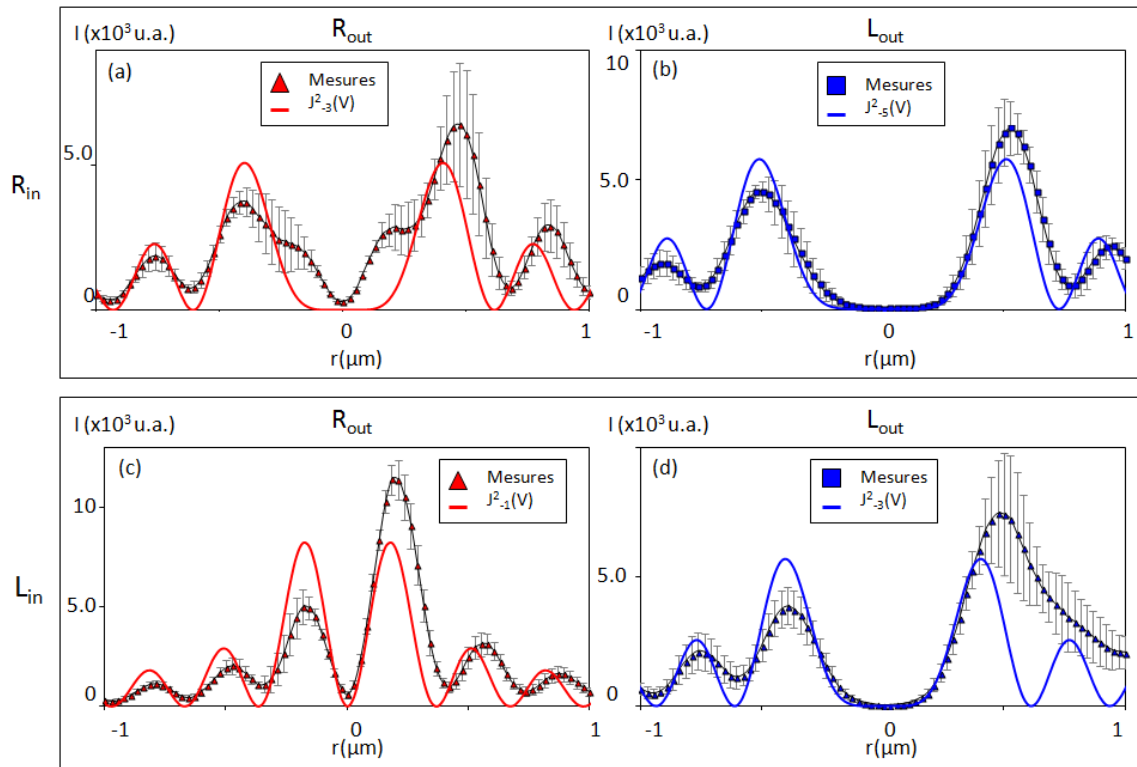 I (x10³ u.a.) R_out L_out
I (x10³ u.a.)
(a) (b)
10
Mesures
J²₋₃(V)
Mesures
J²₋₅(V)
5.0 5.0
R_in
0 0
-1 0 1 -1 0 1
r(µm) r(µm)
I (x10³ u.a.) R_out I (x10³ u.a.) L_out
(c) (d)
Mesures
J²₋₁(V)
Mesures
J²₋₃(V)
10
5.0
L_in
5.0
0 0
-1 0 1 -1 0 1
r(µm) r(µm)